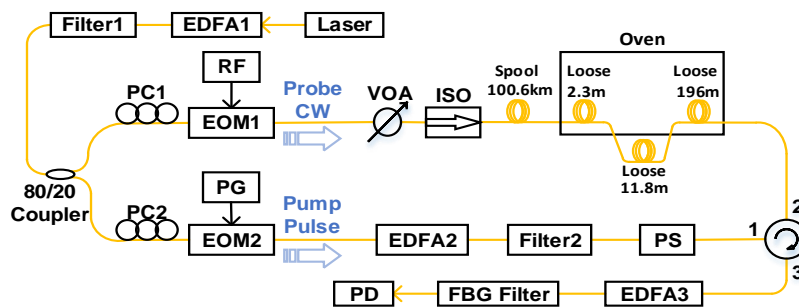 Filter1
EDFA1
Laser
Oven
PC1
RF
Probe
CW
VOA
ISO
Spool
100.6km
Loose
2.3m
Loose
196m
EOM1
Loose
11.8m
80/20
Coupler
PC2
PG
Pump
Pulse
EOM2
EDFA2
Filter2
PS
1
2
3
PD
FBG Filter
EDFA3